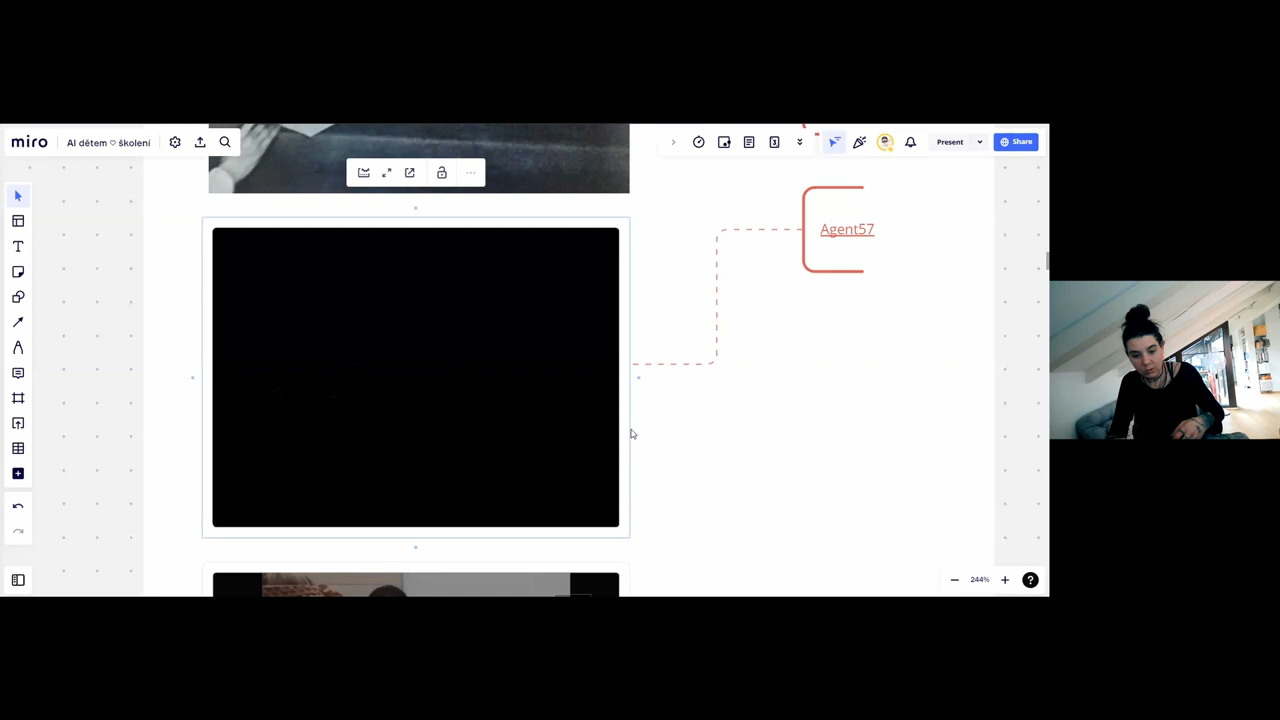 miro
AI dětem ♡ školení
Present
Share
Agent57
244%